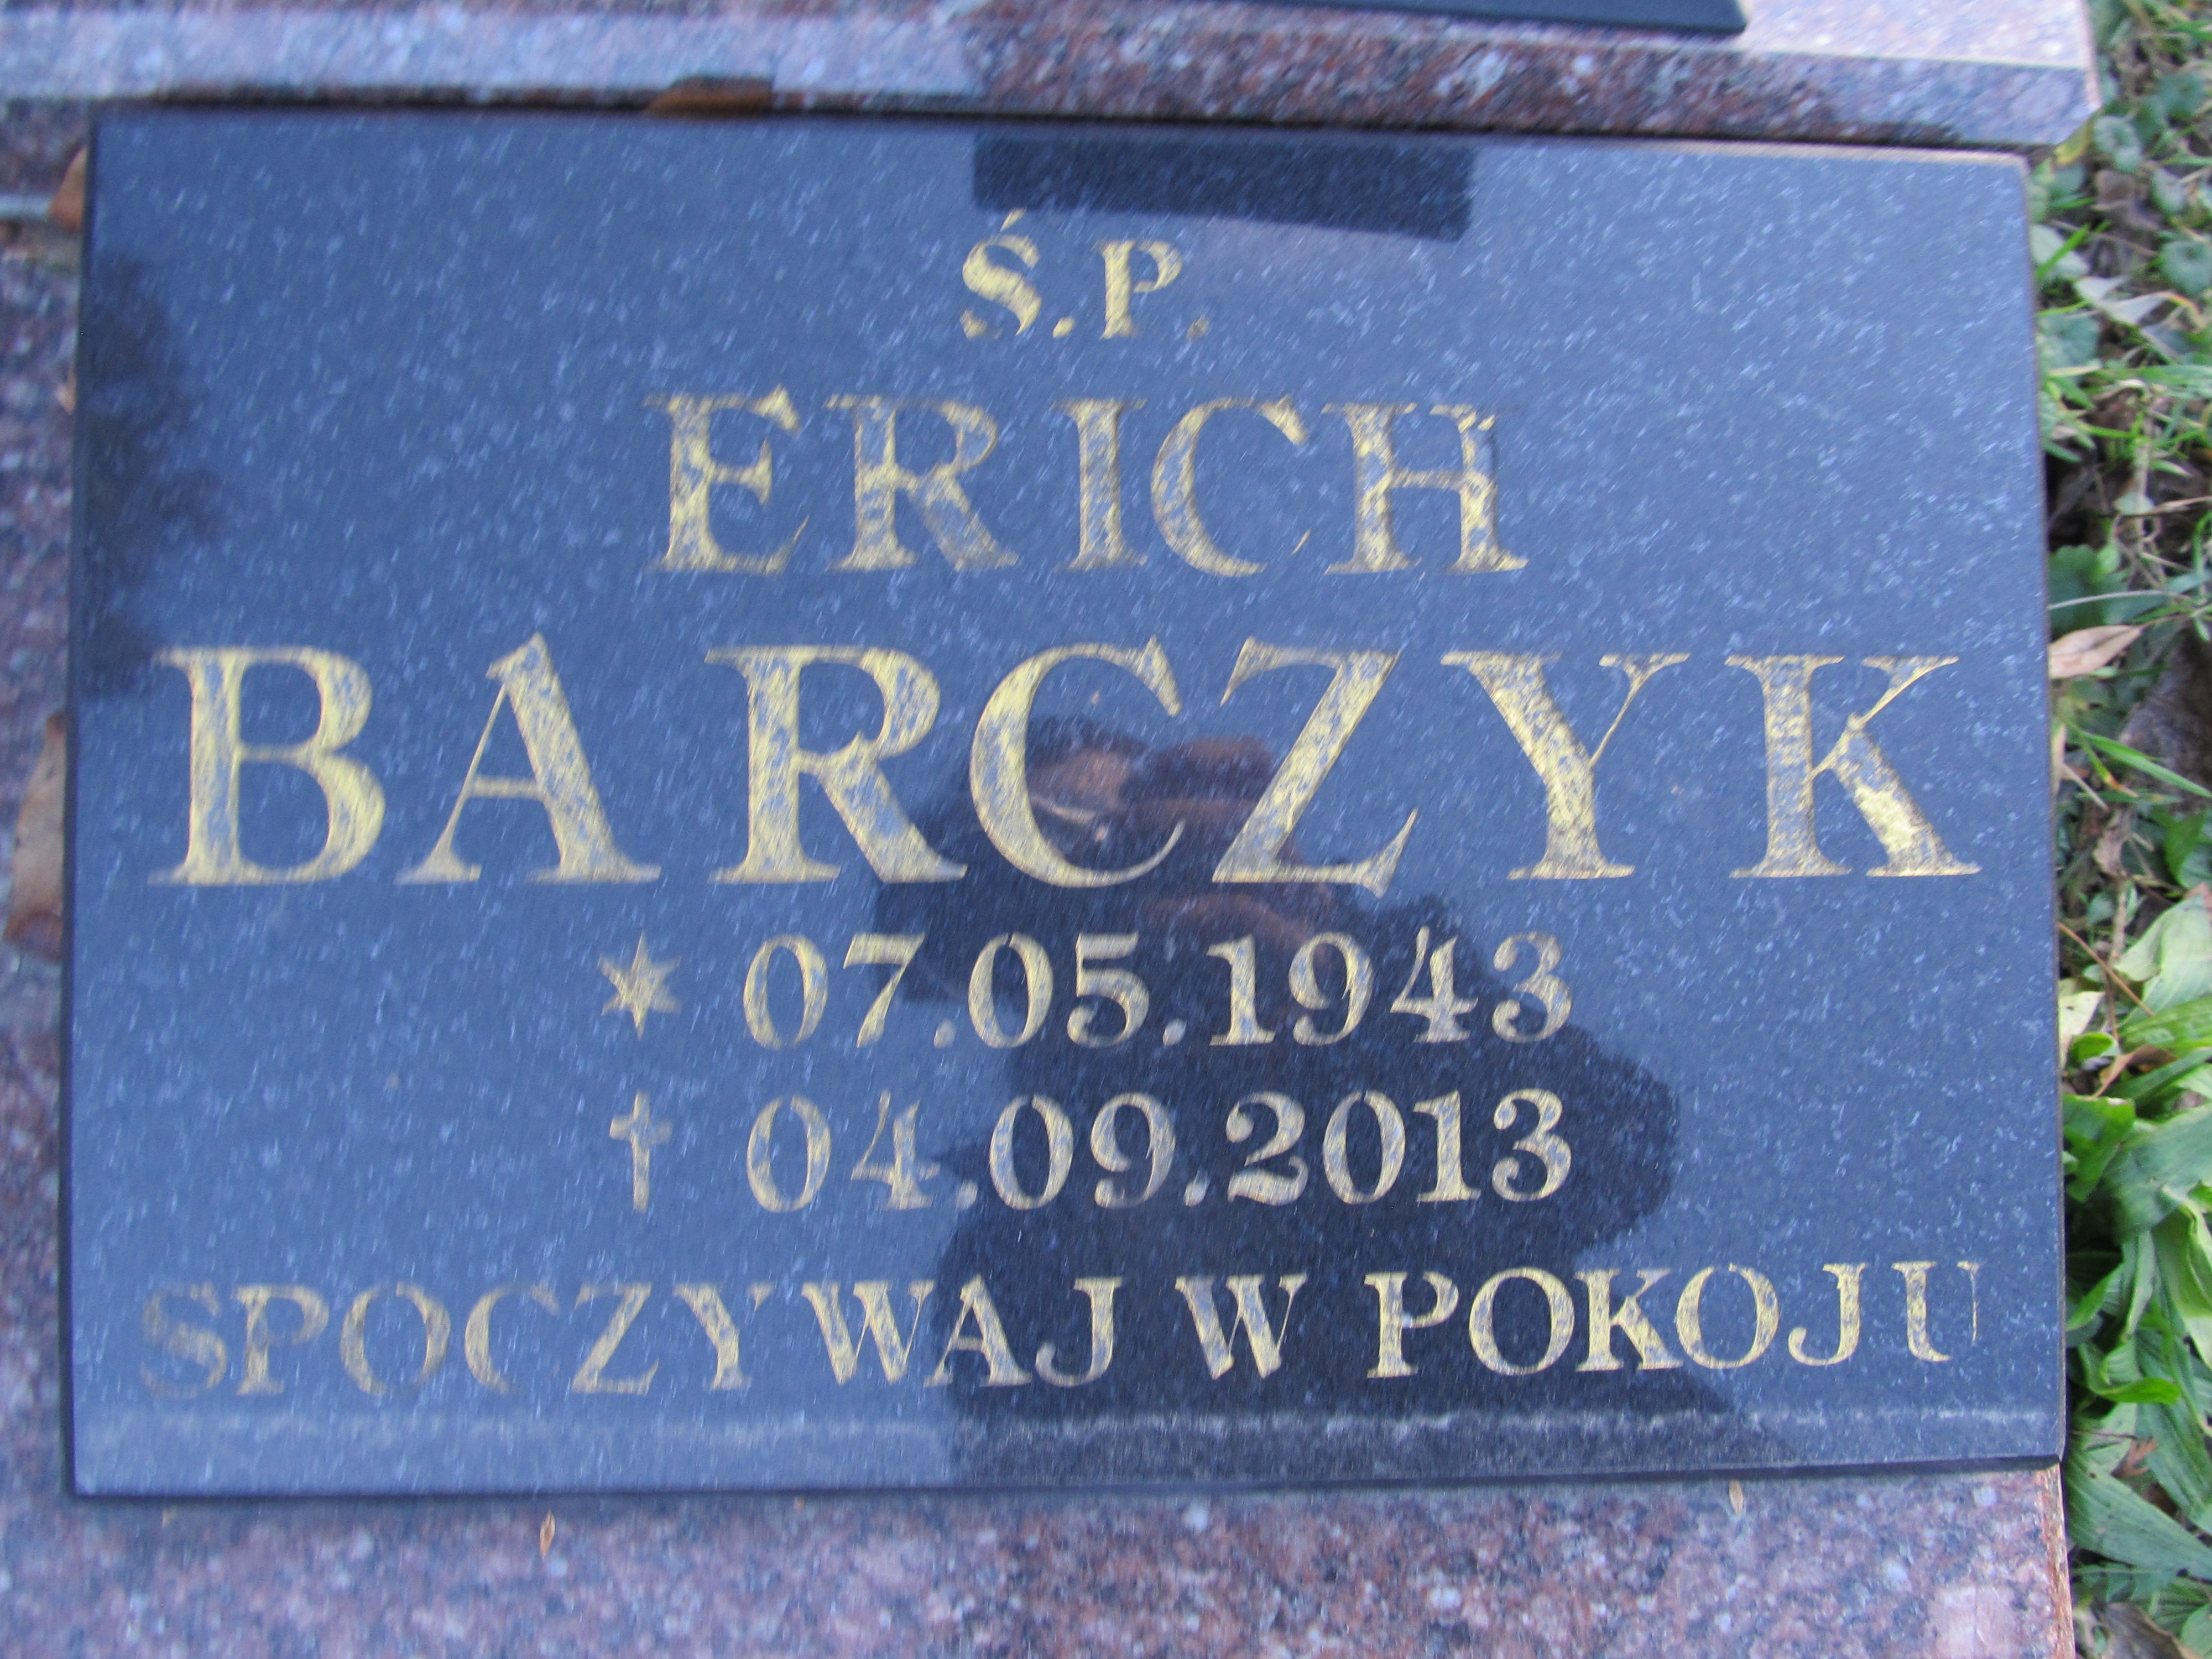 Ś.P.
ERICH
BARCZYK
* 07.05.1943
† 04.09.2013
SPOCZYWAJ W POKOJU